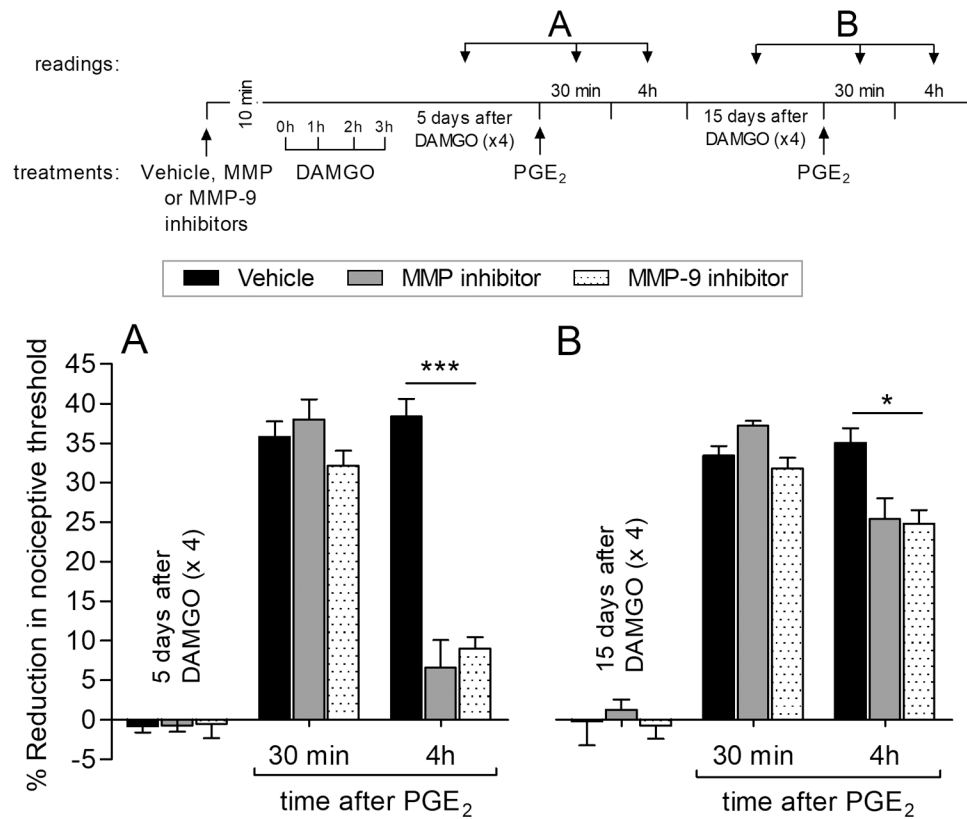 A B
readings:
10 min
30 min 4h 30 min 4h
0h 1h 2h 3h
5 days after
DAMGO (x4)
15 days after
DAMGO (x4)
treatments:
Vehicle, MMP
or MMP-9
inhibitors
DAMGO
PGE2
PGE2
Vehicle MMP inhibitor MMP-9 inhibitor
A
% Reduction in nociceptive threshold
45
40
35
30
25
20
15
10
5
0
-5
***
5 days after
DAMGO (x 4)
30 min 4h
time after PGE2
B
*
15 days after
DAMGO (x 4)
30 min 4h
time after PGE2